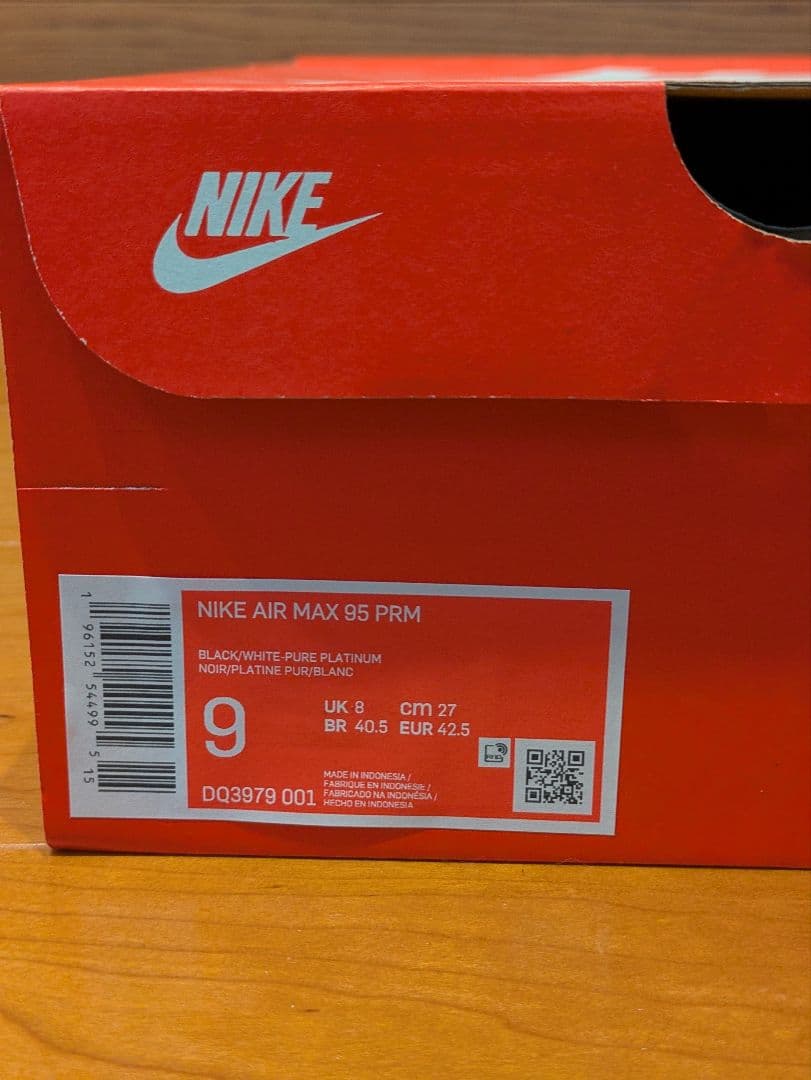 NIKE
NIKE AIR MAX 95 PRM
BLACK/WHITE-PURE PLATINUM
NOIR/PLATINE PUR/BLANC
9
UK 8 cm 27
BR 40.5 EUR 42.5
DQ3979 001
MADE IN INDONESIA /
FABRIQUE EN INDONESIE /
FABRICADO NA INDONÉSIA /
HECHO EN INDONESIA
1 96152 54499 5 15